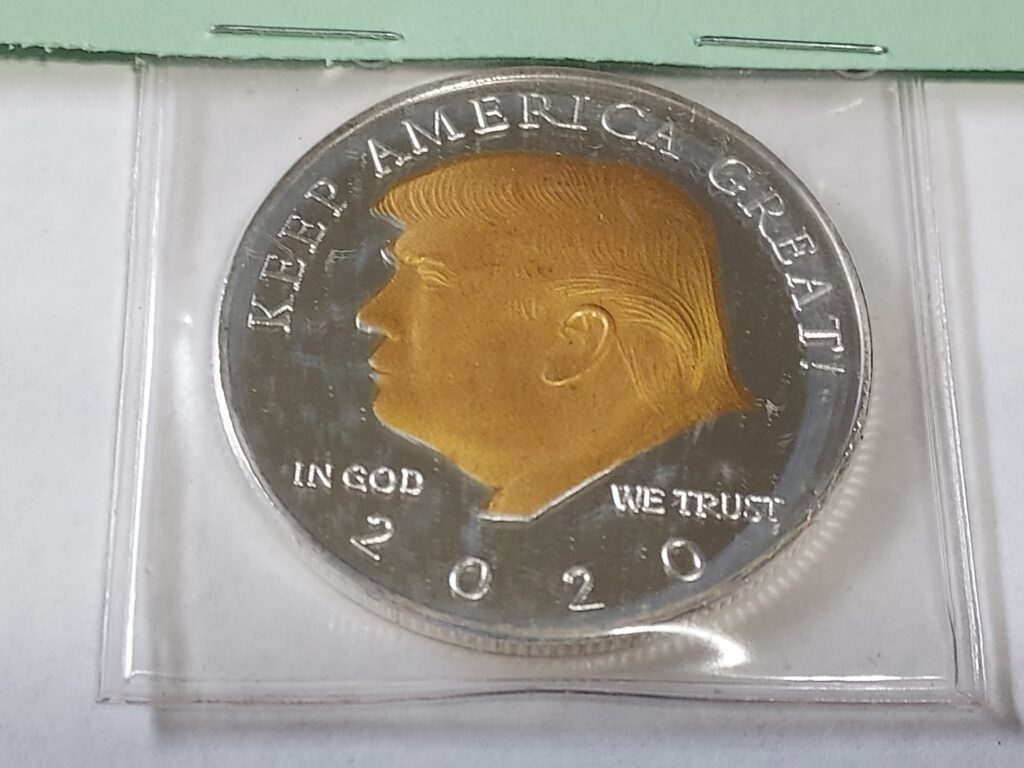 KEEP AMERICA GREAT!
IN GOD WE TRUST
2020